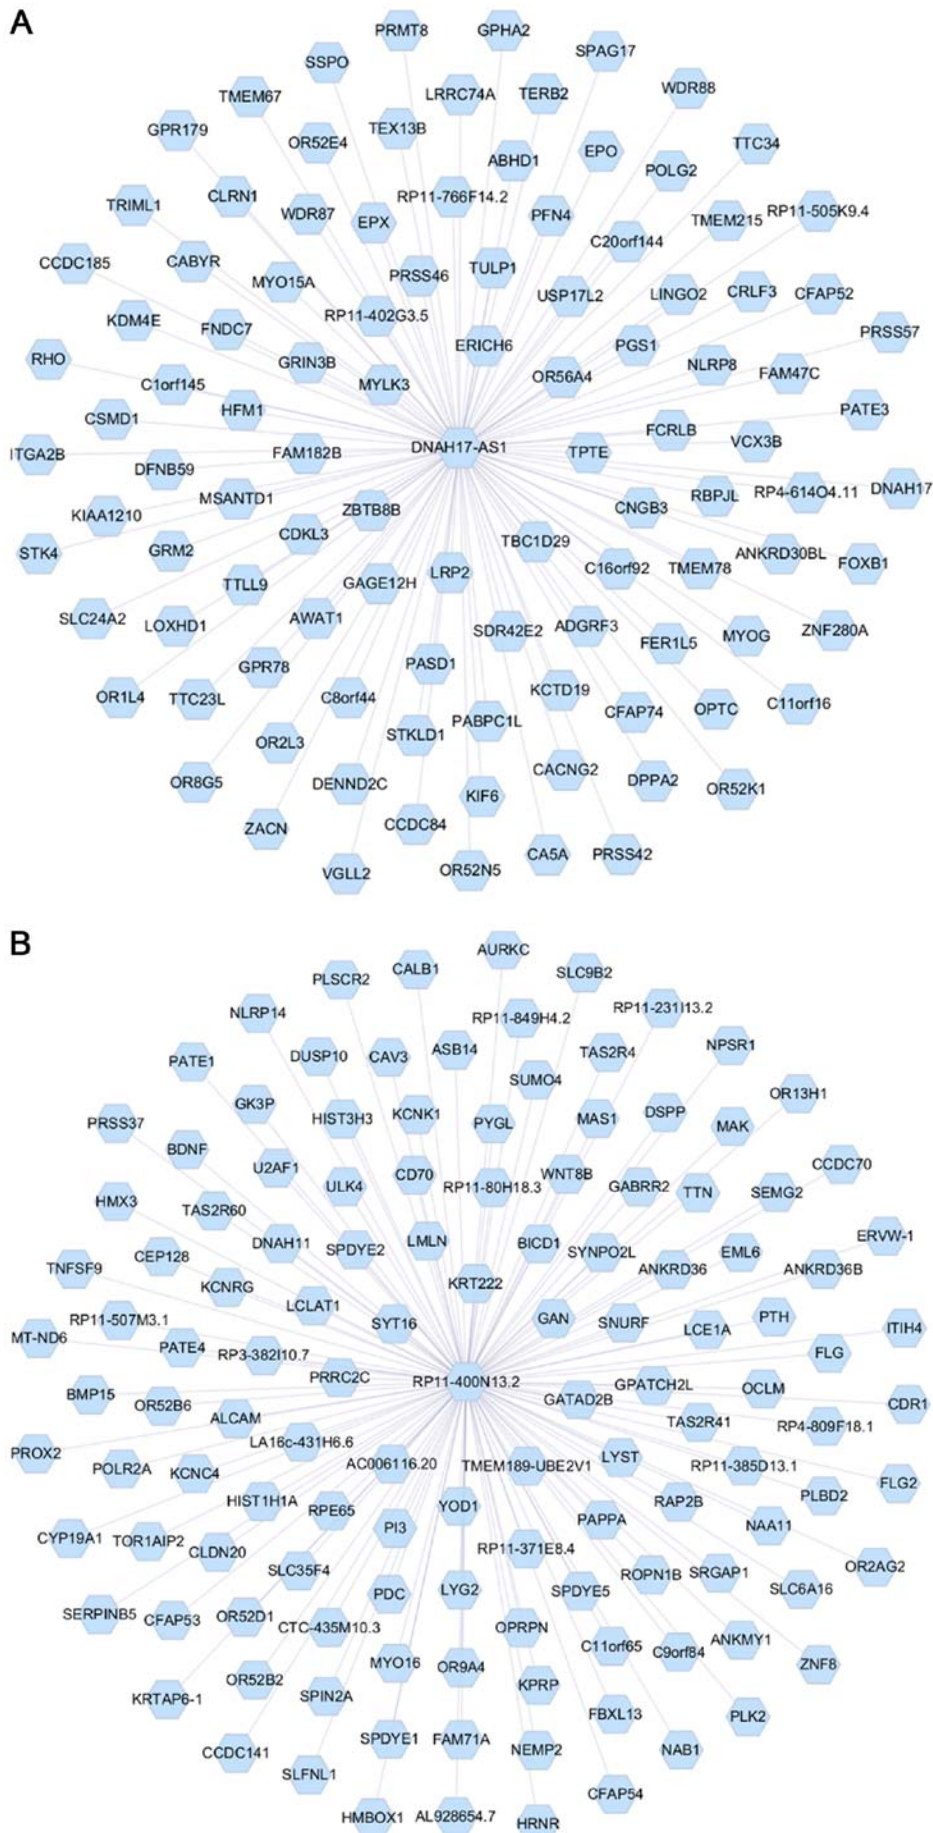 A
PRMT8
GPHA2
SSPO
SPAG17
TMEM67
LRRC74A
TERB2
WDR88
GPR179
OR52E4
TEX13B
ABHD1
EPO
POLG2
TTC34
TRIML1
CLRN1
WDR87
EPX
RP11-766F14.2
PFN4
C20orf144
TMEM215
RP11-505K9.4
CCDC185
CABYR
MYO15A
PRSS46
TULP1
USP17L2
LINGO2
CRLF3
CFAP52
KDM4E
FNDC7
RP11-402G3.5
ERICH6
PGS1
PRSS57
RHO
C1orf145
GRIN3B
MYLK3
OR56A4
NLRP8
FAM47C
CSMD1
HFM1
DNAH17-AS1
TPTE
FCRLB
VCX3B
PATE3
ITGA2B
DFNB59
FAM182B
MSANTD1
ZBTB8B
CNGB3
RBPJL
RP4-614O4.11
DNAH17
KIAA1210
STK4
GRM2
CDKL3
TBC1D29
C16orf92
TMEM78
ANKRD30BL
FOXB1
TTLL9
GAGE12H
LRP2
SLC24A2
LOXHD1
AWAT1
SDR42E2
ADGRF3
FER1L5
MYOG
ZNF280A
GPR78
PASD1
OR1L4
TTC23L
C8orf44
KCTD19
CFAP74
OPTC
C11orf16
OR2L3
STKLD1
PABPC1L
OR8G5
DENND2C
CACNG2
DPPA2
OR52K1
ZACN
CCDC84
KIF6
VGLL2
OR52N5
CA5A
PRSS42
B
AURKC
PLSCR2
CALB1
SLC9B2
NLRP14
RP11-849H4.2
RP11-231I13.2
PATE1
DUSP10
CAV3
ASB14
SUMO4
TAS2R4
NPSR1
GK3P
HIST3H3
KCNK1
PYGL
MAS1
DSPP
MAK
OR13H1
PRSS37
BDNF
U2AF1
ULK4
CD70
RP11-80H18.3
WNT8B
GABRR2
TTN
SEMG2
CCDC70
HMX3
TAS2R60
DNAH11
SPDYE2
LMLN
BICD1
SYNPO2L
EML6
ERVW-1
TNFSF9
CEP128
KCNRG
LCLAT1
KRT222
ANKRD36
ANKRD36B
MT-ND6
RP11-507M3.1
PATE4
RP3-382I10.7
SYT16
GAN
SNURF
LCE1A
PTH
ITIH4
FLG
BMP15
OR52B6
PRRC2C
RP11-400N13.2
GATAD2B
GPATCH2L
OCLM
CDR1
PROX2
ALCAM
LA16c-431H6.6
TAS2R41
RP4-809F18.1
POLR2A
KCNC4
AC006116.20
TMEM189-UBE2V1
LYST
RP11-385D13.1
PLBD2
FLG2
CYP19A1
TOR1AIP2
HIST1H1A
RPE65
YOD1
PAPPA
RAP2B
NAA11
CLDN20
PI3
RP11-371E8.4
OR2AG2
SERPINB5
CFAP53
SLC35F4
PDC
LYG2
SPDYE5
ROPN1B
SRGAP1
SLC6A16
OR52D1
CTC-435M10.3
OPRPN
C11orf65
C9orf84
ANKMY1
ZNF8
KRTAP6-1
OR52B2
MYO16
OR9A4
KPRP
SPIN2A
FBXL13
PLK2
CCDC141
SPDYE1
FAM71A
NEMP2
NAB1
SLFNL1
CFAP54
HMBOX1
AL928654.7
HRNR